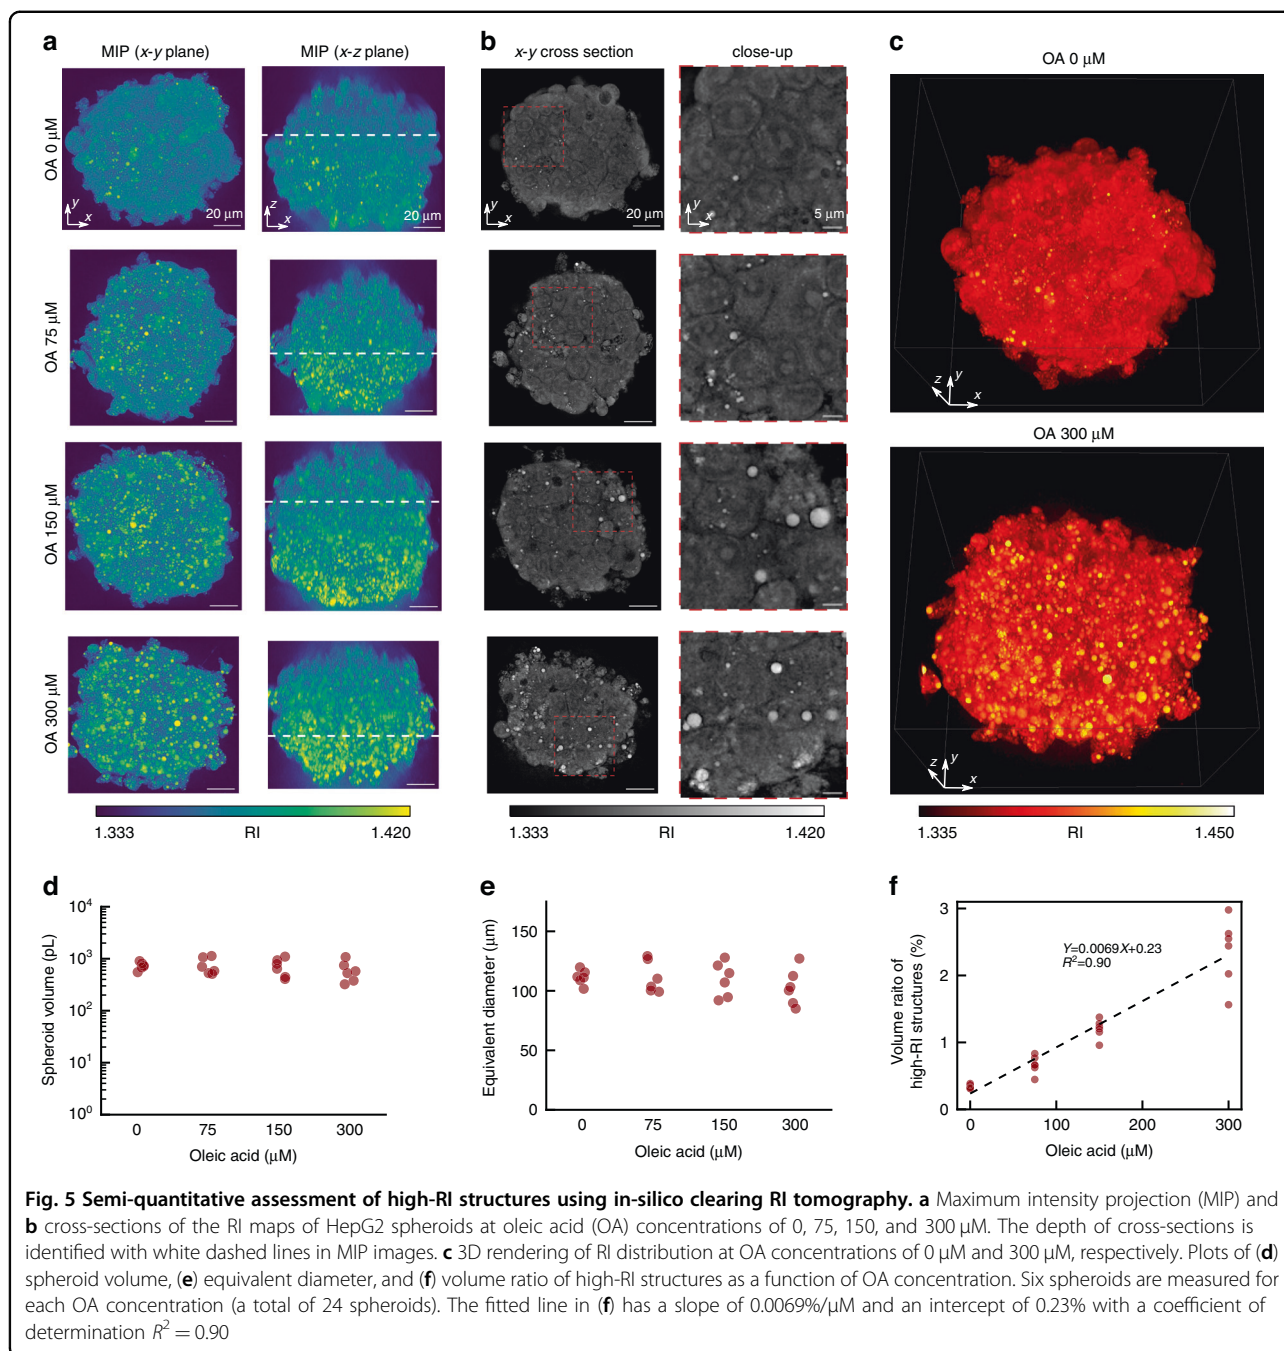 a
MIP (x-y plane)
MIP (x-z plane)
b
x-y cross section
close-up
c
OA 0 μM
OA 0 μM
y
x
20 μm
z
x
20 μm
y
x
20 μm
5 μm
z
y
x
OA 75 μM
OA 150 μM
OA 300 μM
OA 300 μM
z
y
x
1.333
RI
1.420
1.333
RI
1.420
1.335
RI
1.450
d
Spheroid volume (pL)
10⁴
10³
10²
10¹
10⁰
0
75
150
300
Oleic acid (μM)
e
Equivalent diameter (μm)
150
100
50
0
0
75
150
300
Oleic acid (μM)
f
Volume raito of
high-RI structures (%)
3
2
1
0
Y=0.0069X+0.23
R²=0.90
0
100
200
300
Oleic acid (μM)
Fig. 5 Semi-quantitative assessment of high-RI structures using in-silico clearing RI tomography. a Maximum intensity projection (MIP) and
b cross-sections of the RI maps of HepG2 spheroids at oleic acid (OA) concentrations of 0, 75, 150, and 300 μM. The depth of cross-sections is
identified with white dashed lines in MIP images. c 3D rendering of RI distribution at OA concentrations of 0 μM and 300 μM, respectively. Plots of (d)
spheroid volume, (e) equivalent diameter, and (f) volume ratio of high-RI structures as a function of OA concentration. Six spheroids are measured for
each OA concentration (a total of 24 spheroids). The fitted line in (f) has a slope of 0.0069%/μM and an intercept of 0.23% with a coefficient of
determination R² = 0.90